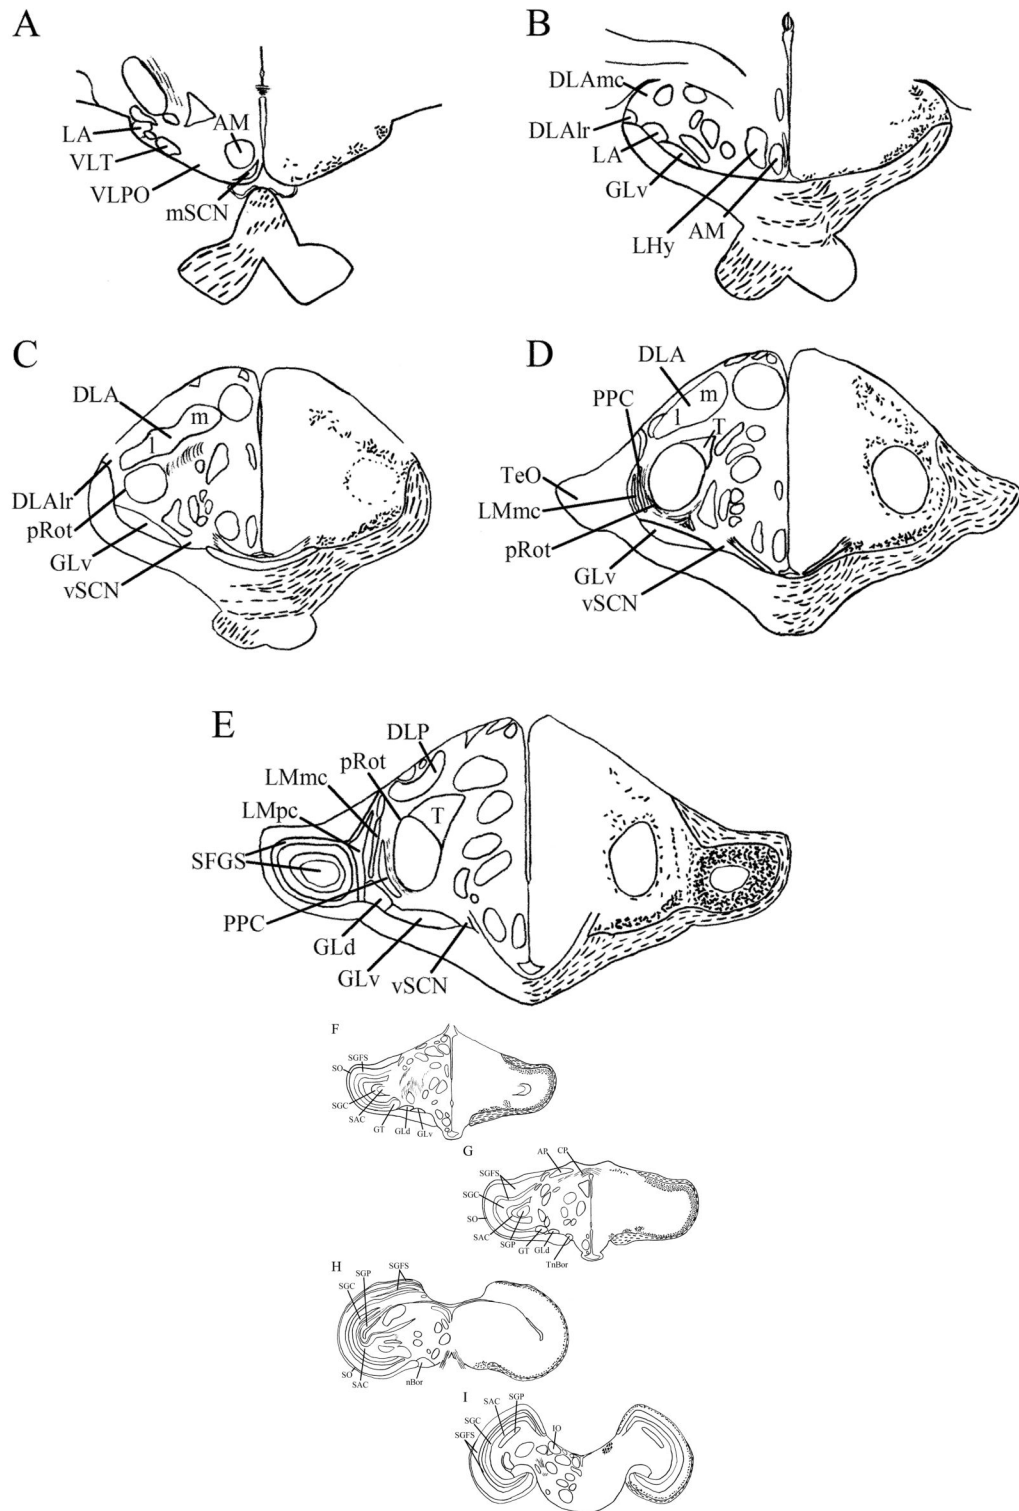 A
LA
AM
VLT
VLPO
mSCN
B
DLAmc
DLAlr
LA
GLv
LHy
AM
C
DLA
m
l
DLAlr
pRot
GLv
vSCN
D
DLA
PPC
m
l
T
TeO
LMmc
pRot
GLv
vSCN
E
DLP
pRot
LMmc
LMpc
T
SFGS
PPC
GLd
GLv
vSCN
F
SGFS
SO
SGC
SAC
GT
GLd
GLv
G
AP
CP
SGFS
SGC
SO
SAC
SGP
GT
GLd
TnBor
H
SGFS
SGP
SGC
SO
SAC
nBor
I
SGP
SAC
SGC
SGFS
IO